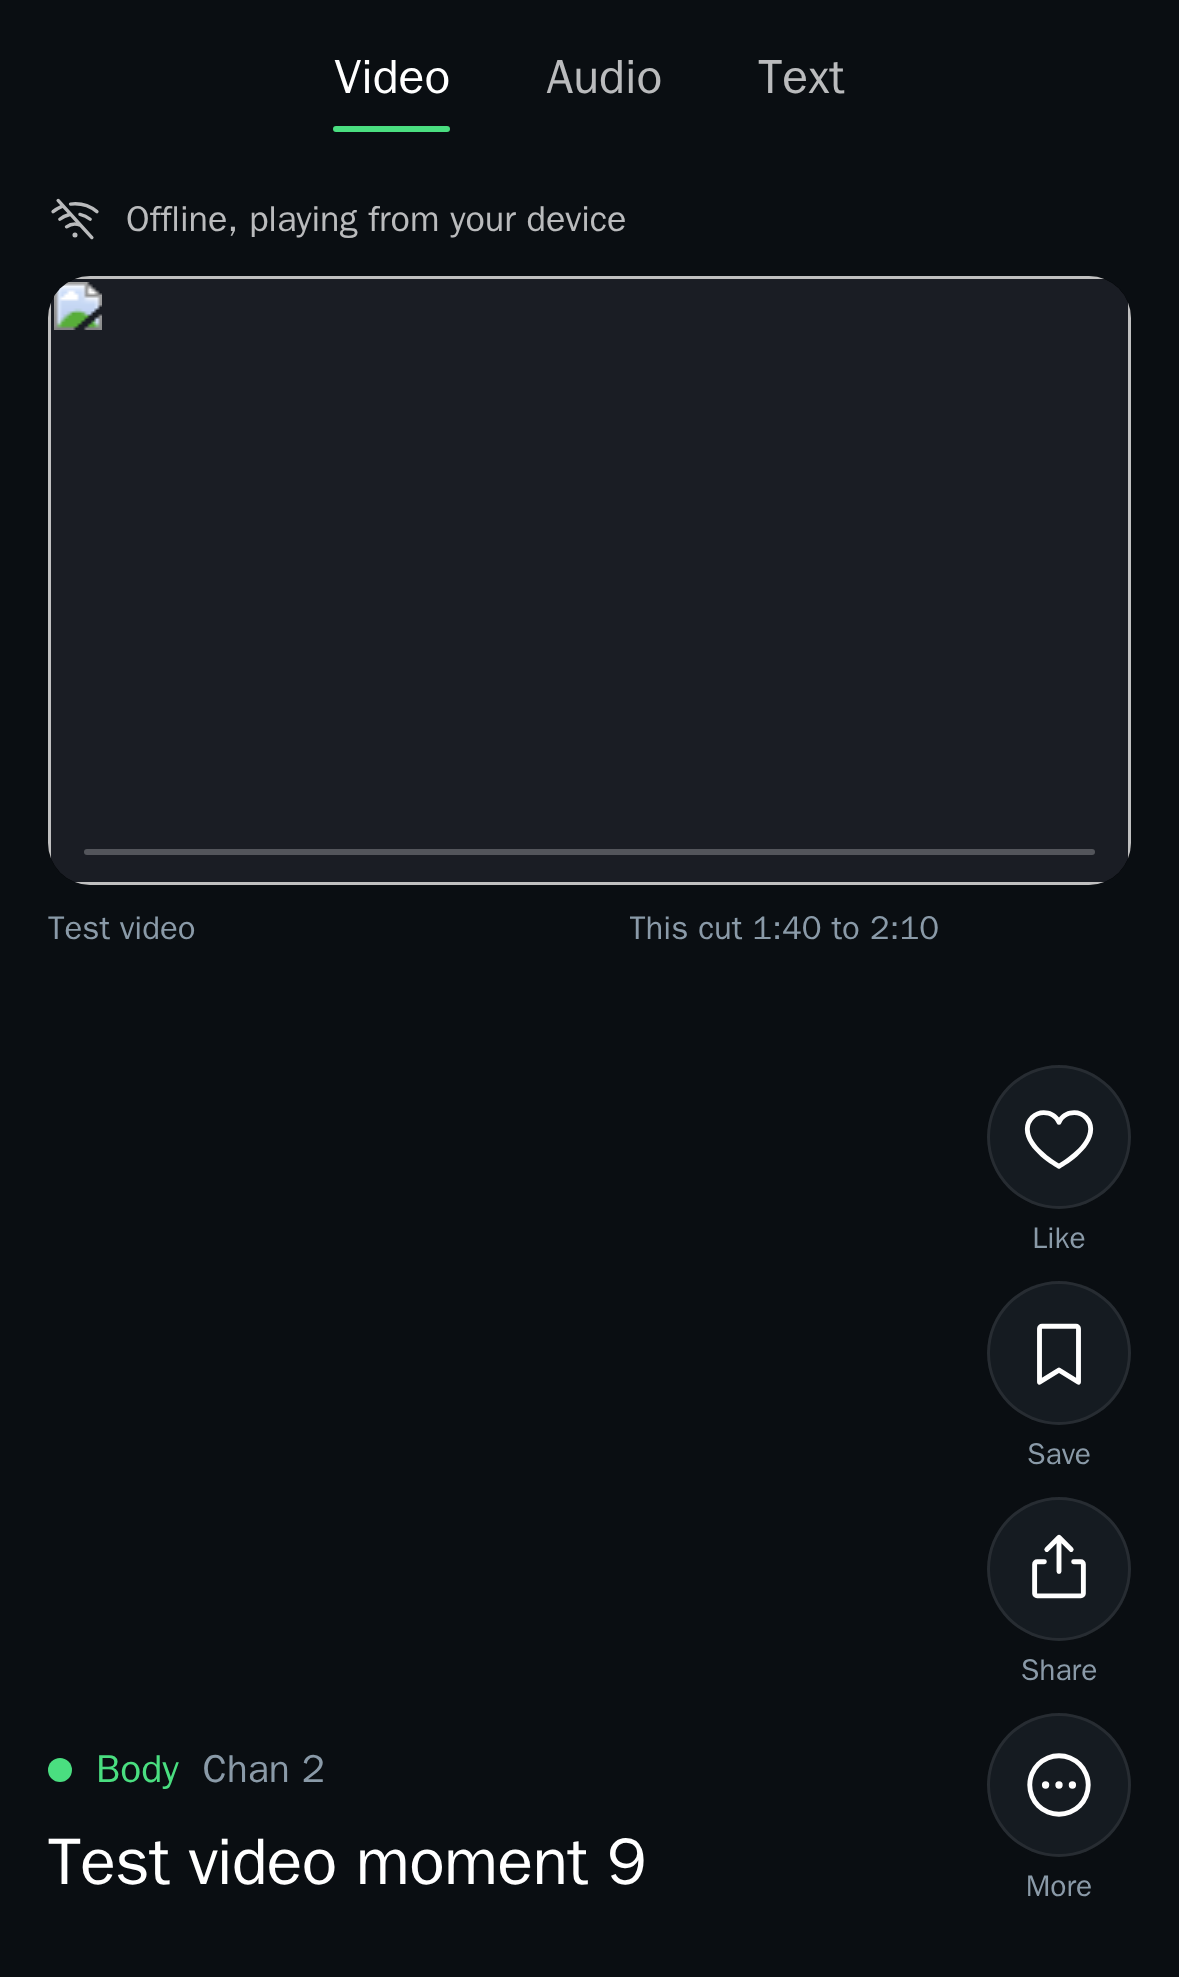 Video Audio Text
Offline, playing from your device
Test video This cut 1:40 to 2:10
Like
Save
Share
Body Chan 2
Test video moment 9
More